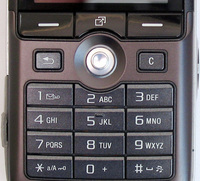 C
1 2 ABC 3 DEF
4 GHI 5 JKL 6 MNO
7 PQRS 8 TUV 9 WXYZ
* a/A 0 + #